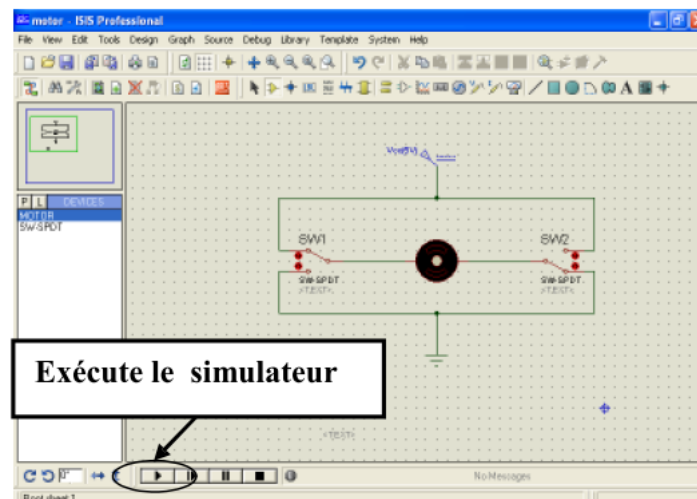 motor - ISIS Professional
File View Edit Tools Design Graph Source Debug Library Template System Help
P L DEVICES
MOTOR
SW-SPDT
SW1
SW2
SW-SPDT
<TEXT>
SW-SPDT
<TEXT>
Exécute le simulateur
<TEXT>
No Messages
Root sheet 1